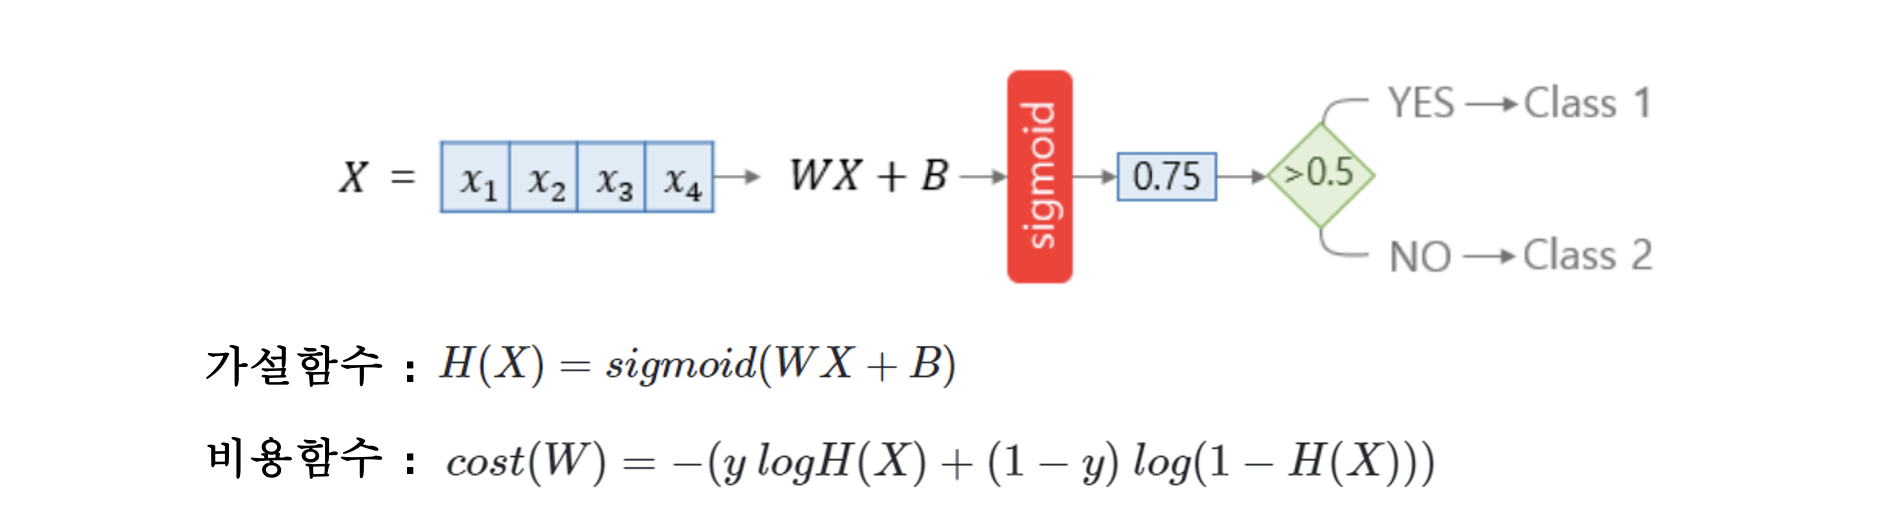 X = x₁ x₂ x₃ x₄ → WX + B → sigmoid → 0.75 → >0.5
YES → Class 1
NO → Class 2
가설함수 : H(X) = sigmoid(WX + B)
비용함수 : cost(W) = −(y logH(X) + (1 − y) log(1 − H(X)))